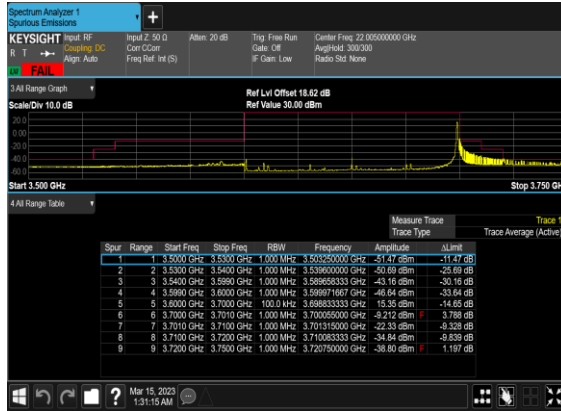 Spectrum Analyzer 1
Spurious Emissions
+
KEYSIGHT Input: RF Input Z: 50 Ω Atten: 20 dB Trig: Free Run Center Freq: 22.005000000 GHz
R T Coupling: DC Corr CCorr Gate: Off Avg|Hold: 300/300
Align: Auto Freq Ref: Int (S) IF Gain: Low Radio Std: None
LXI FAIL
3 All Range Graph Ref Lvl Offset 18.62 dB
Scale/Div 10.0 dB Ref Value 30.00 dBm
20.0
0.00
-20.0
-40.0
-60.0
Start 3.500 GHz Stop 3.750 GH
4 All Range Table
Measure Trace Trace 1
Trace Type Trace Average (Active)
Spur Range Start Freq Stop Freq RBW Frequency Amplitude ΔLimit
1 1 3.5000 GHz 3.5300 GHz 1.000 MHz 3.503250000 GHz -51.47 dBm -11.47 dB
2 2 3.5300 GHz 3.5400 GHz 1.000 MHz 3.539600000 GHz -50.69 dBm -25.69 dB
3 3 3.5400 GHz 3.5990 GHz 1.000 MHz 3.589658333 GHz -43.16 dBm -30.16 dB
4 4 3.5990 GHz 3.6000 GHz 1.000 MHz 3.599971667 GHz -46.64 dBm -33.64 dB
5 5 3.6000 GHz 3.7000 GHz 100.0 kHz 3.698833333 GHz 15.35 dBm -14.65 dB
6 6 3.7000 GHz 3.7010 GHz 1.000 MHz 3.700055000 GHz -9.212 dBm F 3.788 dB
7 7 3.7010 GHz 3.7100 GHz 1.000 MHz 3.701315000 GHz -22.33 dBm -9.328 dB
8 8 3.7100 GHz 3.7200 GHz 1.000 MHz 3.710083333 GHz -34.84 dBm -9.839 dB
9 9 3.7200 GHz 3.7500 GHz 1.000 MHz 3.720750000 GHz -38.80 dBm F 1.197 dB
? Mar 15, 2023
1:31:15 AM